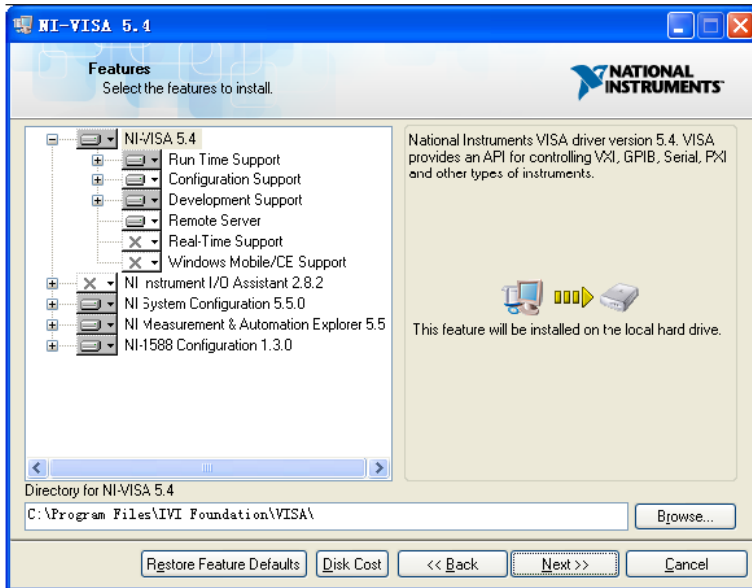 NI-VISA 5.4
Features
Select the features to install.
NATIONAL
INSTRUMENTS™
NI-VISA 5.4
Run Time Support
Configuration Support
Development Support
Remote Server
Real-Time Support
Windows Mobile/CE Support
NI Instrument I/O Assistant 2.8.2
NI System Configuration 5.5.0
NI Measurement & Automation Explorer 5.5
NI-1588 Configuration 1.3.0
National Instruments VISA driver version 5.4. VISA
provides an API for controlling VXI, GPIB, Serial, PXI
and other types of instruments.
This feature will be installed on the local hard drive.
Directory for NI-VISA 5.4
C:\Program Files\IVI Foundation\VISA\
Browse...
Restore Feature Defaults
Disk Cost
<< Back
Next >>
Cancel